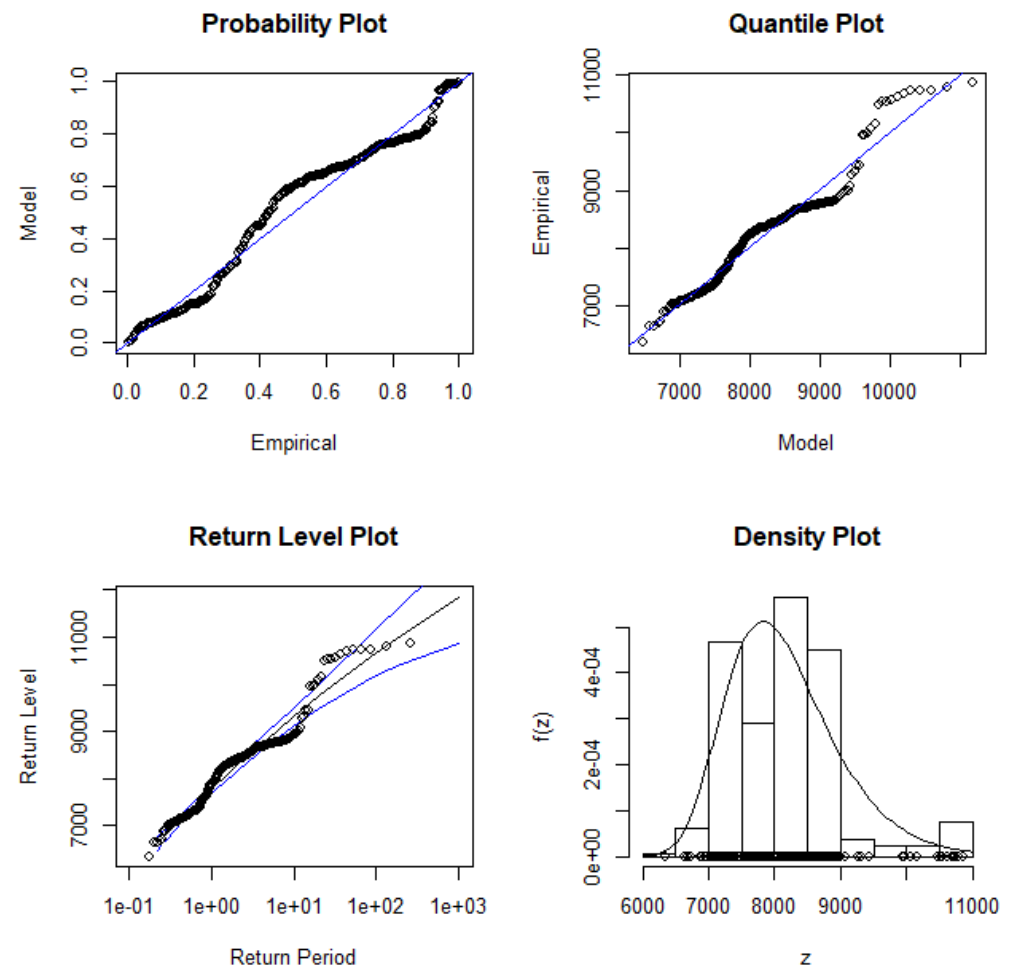 Probability Plot
Model
0.0 0.2 0.4 0.6 0.8 1.0
0.0 0.2 0.4 0.6 0.8 1.0
Empirical
Quantile Plot
Empirical
7000 9000 11000
7000 8000 9000 10000
Model
Return Level Plot
Return Level
7000 9000 11000
1e-01 1e+00 1e+01 1e+02 1e+03
Return Period
Density Plot
f(z)
0e+00 2e-04 4e-04
6000 7000 8000 9000 11000
z